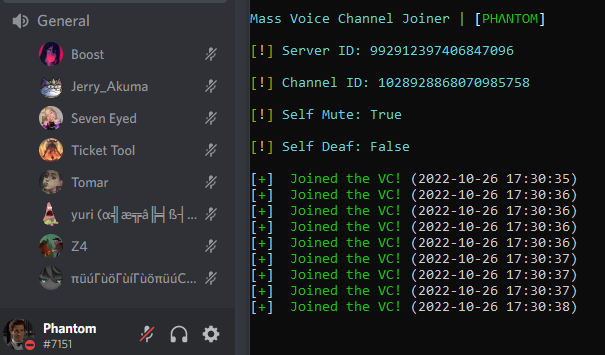 General
Boost
Jerry_Akuma
Seven Eyed
Ticket Tool
Tomar
yuri (α╣æ╥â╠╡ß┤...
Z4
πüúΓùöΓùíΓùöπüúC...
Phantom
#7151
Mass Voice Channel Joiner | [PHANTOM]
[!] Server ID: 992912397406847096
[!] Channel ID: 1028928868070985758
[!] Self Mute: True
[!] Self Deaf: False
[+] Joined the VC! (2022-10-26 17:30:35)
[+] Joined the VC! (2022-10-26 17:30:36)
[+] Joined the VC! (2022-10-26 17:30:36)
[+] Joined the VC! (2022-10-26 17:30:36)
[+] Joined the VC! (2022-10-26 17:30:36)
[+] Joined the VC! (2022-10-26 17:30:37)
[+] Joined the VC! (2022-10-26 17:30:37)
[+] Joined the VC! (2022-10-26 17:30:37)
[+] Joined the VC! (2022-10-26 17:30:38)